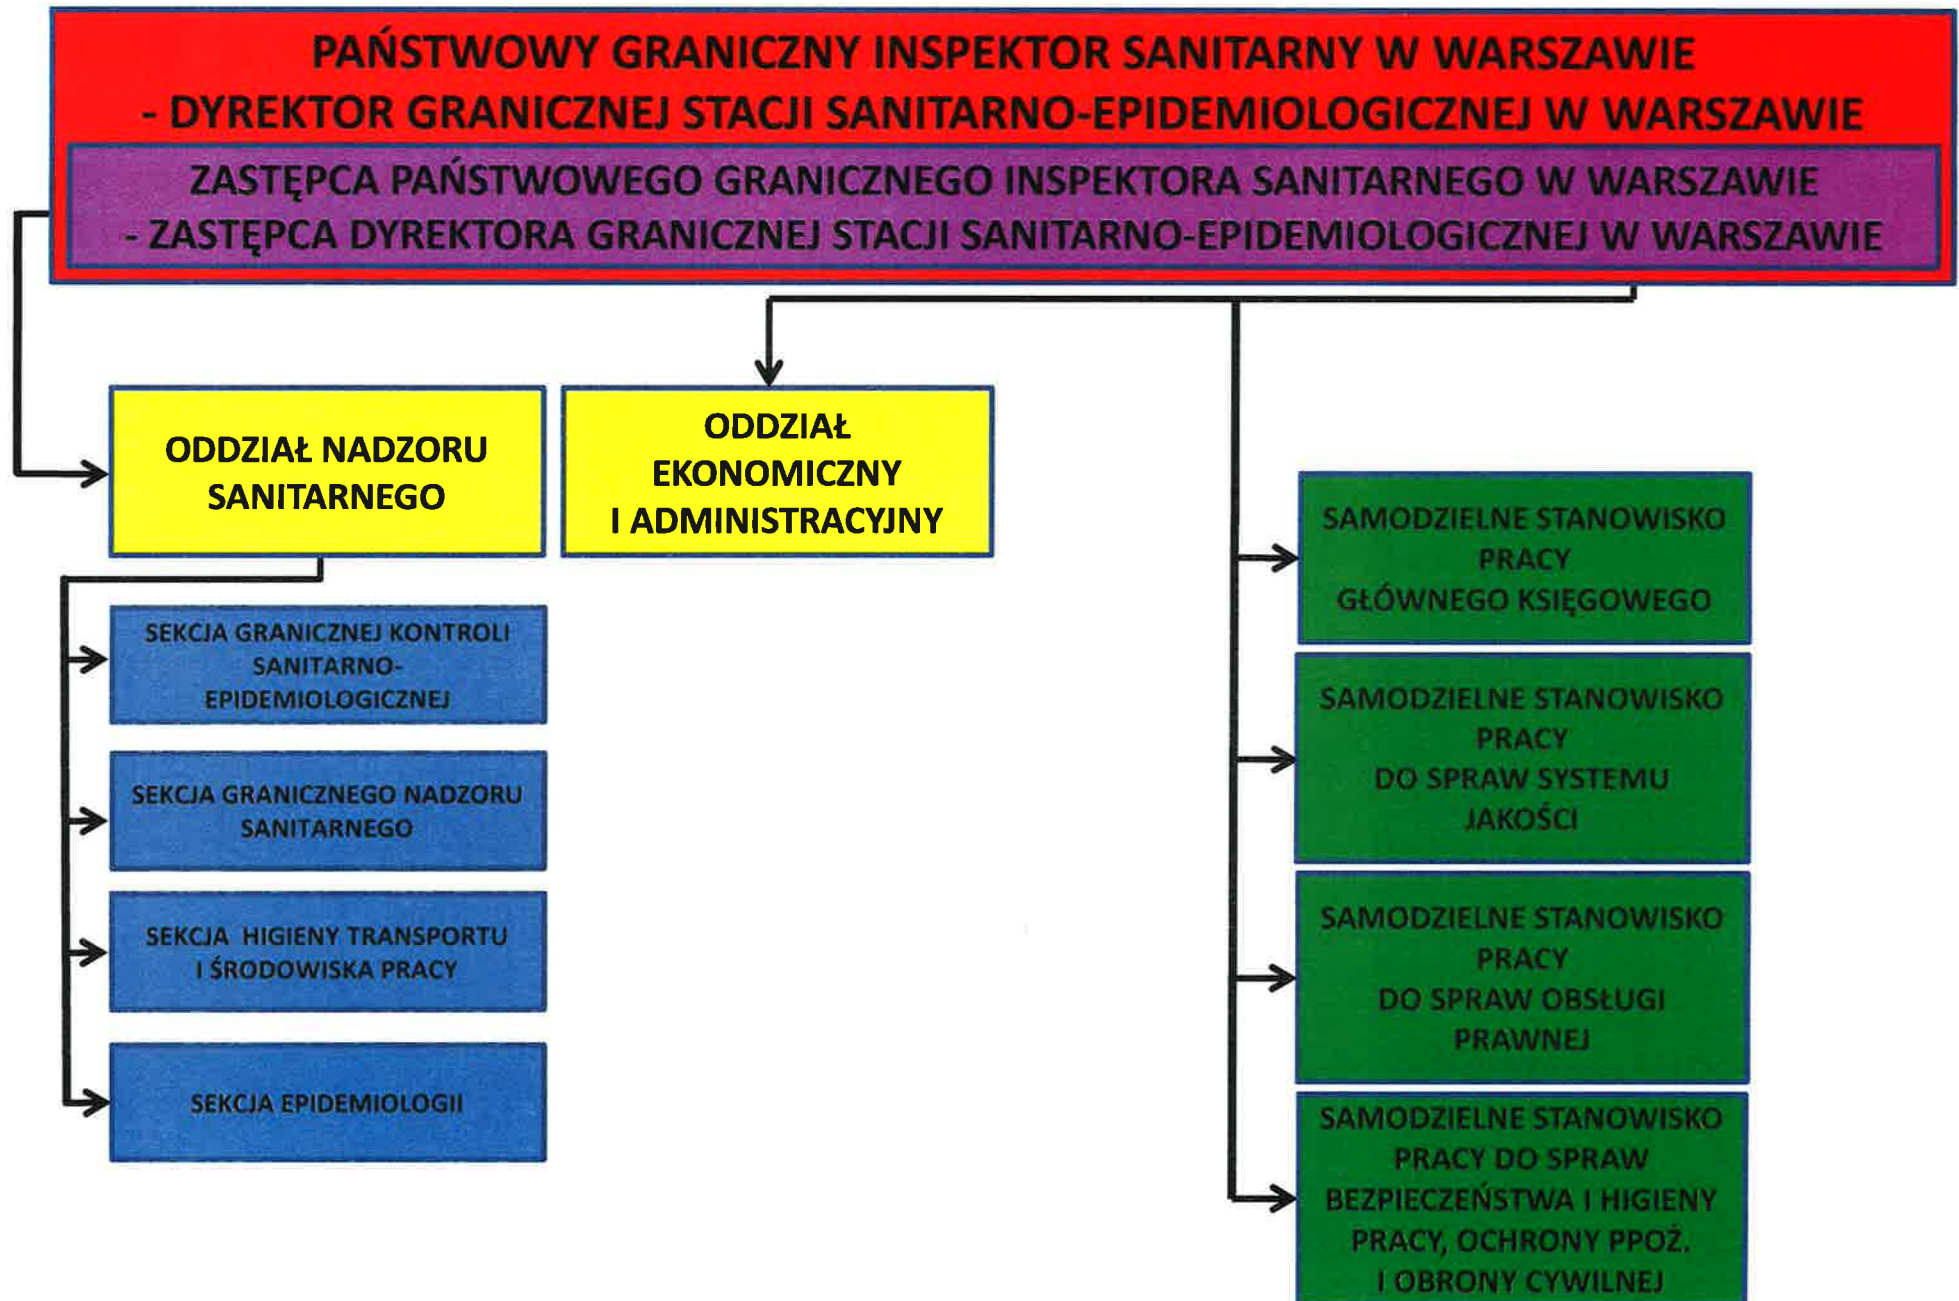 PAŃSTWOWY GRANICZNY INSPEKTOR SANITARNY W WARSZAWIE
- DYREKTOR GRANICZNEJ STACJI SANITARNO-EPIDEMIOLOGICZNEJ W WARSZAWIE
ZASTĘPCA PAŃSTWOWEGO GRANICZNEGO INSPEKTORA SANITARNEGO W WARSZAWIE
- ZASTĘPCA DYREKTORA GRANICZNEJ STACJI SANITARNO-EPIDEMIOLOGICZNEJ W WARSZAWIE
ODDZIAŁ NADZORU
SANITARNEGO
ODDZIAŁ
EKONOMICZNY
I ADMINISTRACYJNY
SEKCJA GRANICZNEJ KONTROLI
SANITARNO-
EPIDEMIOLOGICZNEJ
SEKCJA GRANICZNEGO NADZORU
SANITARNEGO
SEKCJA HIGIENY TRANSPORTU
I ŚRODOWISKA PRACY
SEKCJA EPIDEMIOLOGII
SAMODZIELNE STANOWISKO
PRACY
GŁÓWNEGO KSIĘGOWEGO
SAMODZIELNE STANOWISKO
PRACY
DO SPRAW SYSTEMU
JAKOŚCI
SAMODZIELNE STANOWISKO
PRACY
DO SPRAW OBSŁUGI
PRAWNEJ
SAMODZIELNE STANOWISKO
PRACY DO SPRAW
BEZPIECZEŃSTWA I HIGIENY
PRACY, OCHRONY PPOŻ.
I OBRONY CYWILNEJ